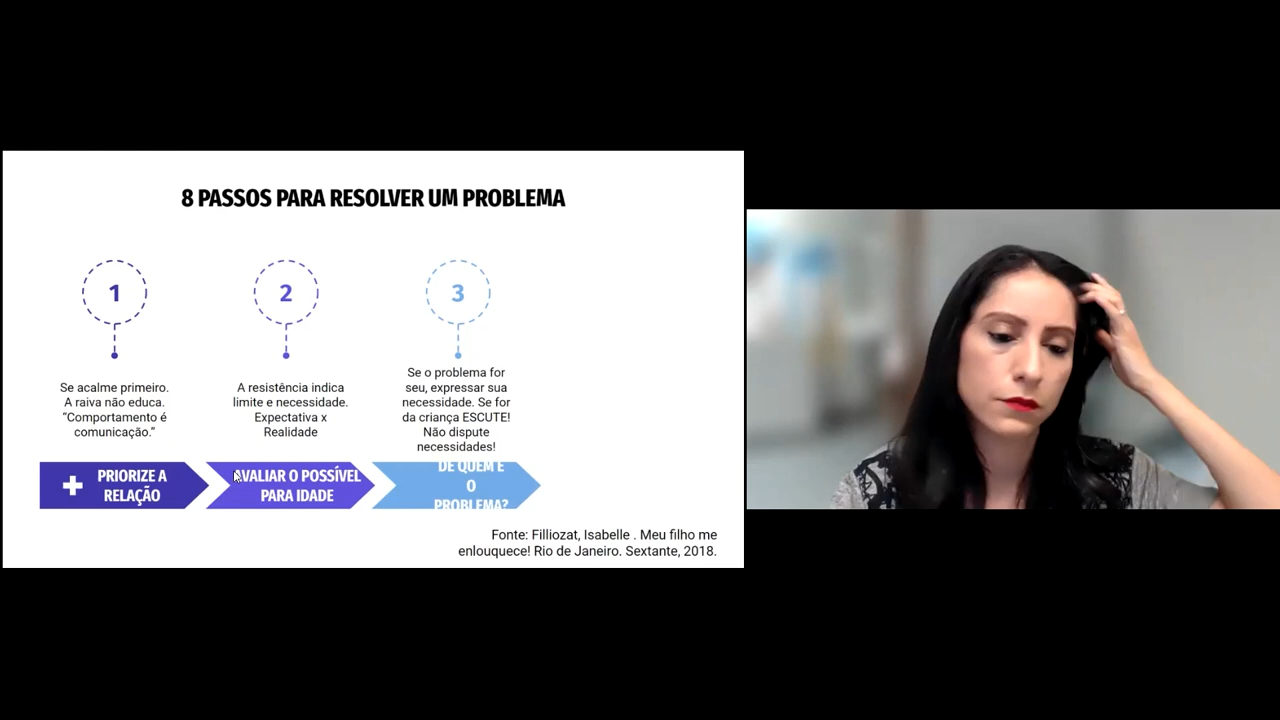 8 PASSOS PARA RESOLVER UM PROBLEMA
1
2
3
Se acalme primeiro.
A raiva não educa.
“Comportamento é
comunicação.”
A resistência indica
limite e necessidade.
Expectativa x
Realidade
Se o problema for
seu, expressar sua
necessidade. Se for
da criança ESCUTE!
Não dispute
necessidades!
PRIORIZE A
RELAÇÃO
AVALIAR O POSSÍVEL
PARA IDADE
DE QUEM É
O
PROBLEMA?
Fonte: Filliozat, Isabelle . Meu filho me
enlouquece! Rio de Janeiro. Sextante, 2018.